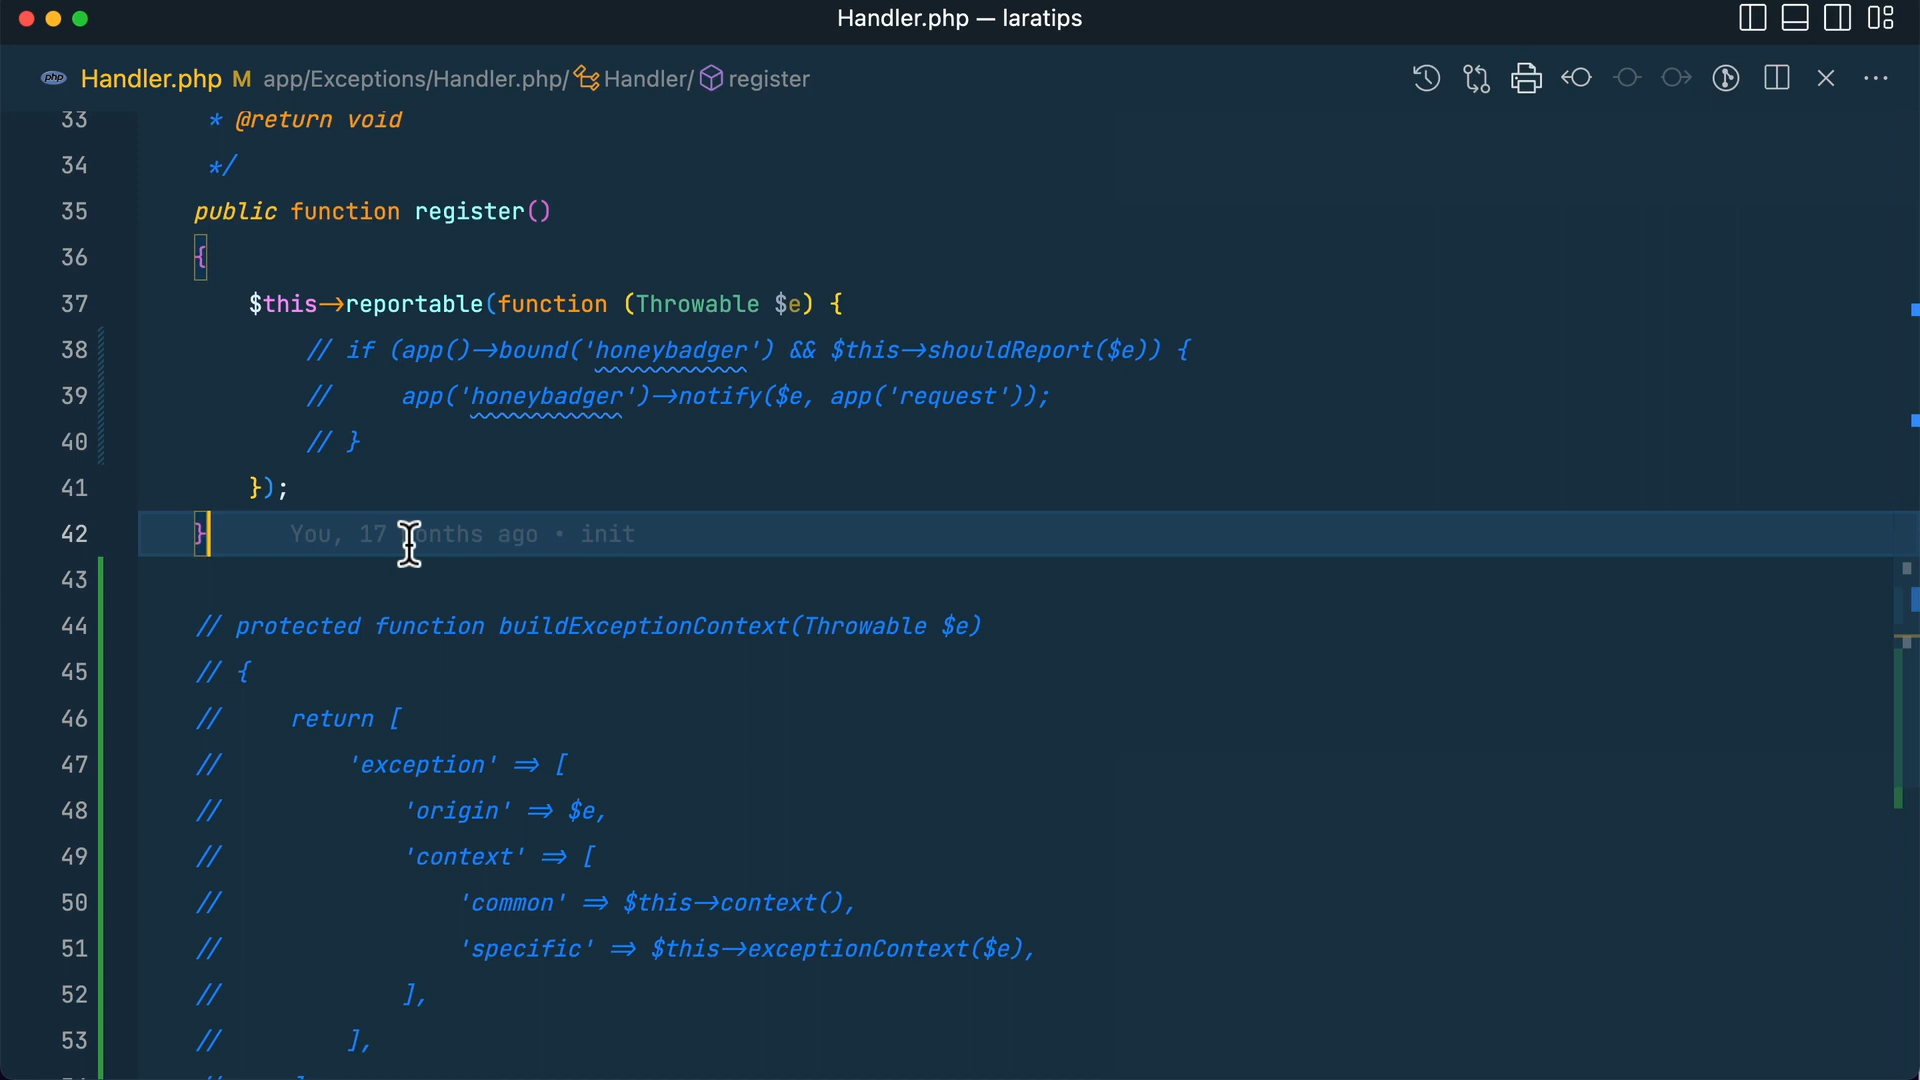 Handler.php — laratips
php Handler.php M app/Exceptions/Handler.php/ Handler/ register
33 * @return void
34 */
35 public function register()
36 {
37 $this->reportable(function (Throwable $e) {
38 // if (app()->bound('honeybadger') && $this->shouldReport($e)) {
39 // app('honeybadger')->notify($e, app('request'));
40 // }
41 });
42 } You, 17 months ago • init
43
44 // protected function buildExceptionContext(Throwable $e)
45 // {
46 // return [
47 // 'exception' => [
48 // 'origin' => $e,
49 // 'context' => [
50 // 'common' => $this->context(),
51 // 'specific' => $this->exceptionContext($e),
52 // ],
53 // ],